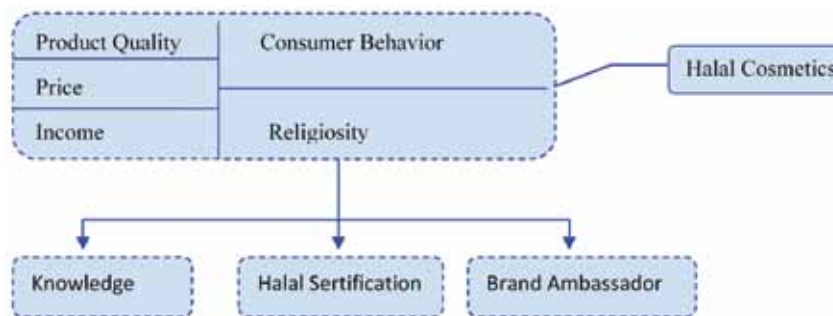 Product Quality
Consumer Behavior
Price
Income
Religiosity
Halal Cosmetics
Knowledge
Halal Sertification
Brand Ambassador